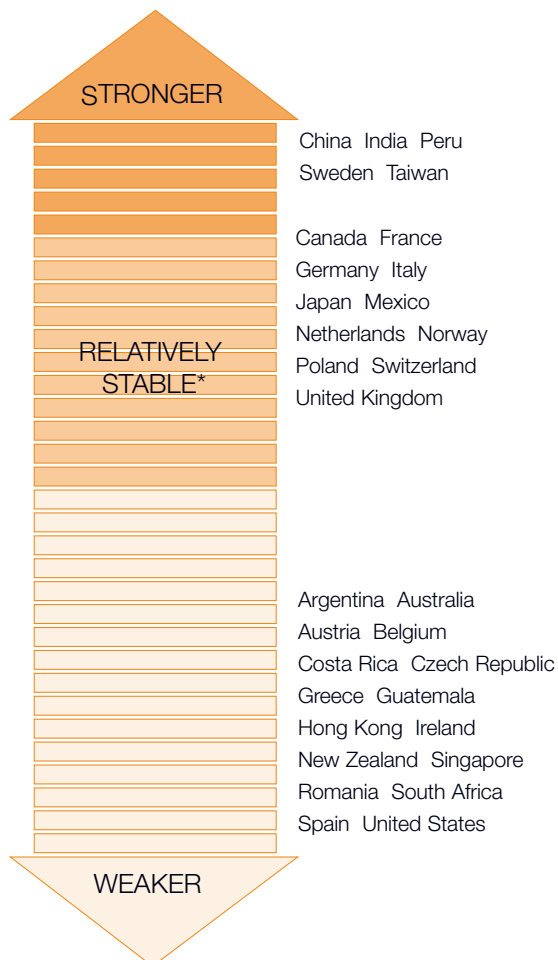 STRONGER
China India Peru
Sweden Taiwan
Canada France
Germany Italy
Japan Mexico
Netherlands Norway
RELATIVELY
STABLE*
Poland Switzerland
United Kingdom
Argentina Australia
Austria Belgium
Costa Rica Czech Republic
Greece Guatemala
Hong Kong Ireland
New Zealand Singapore
Romania South Africa
Spain United States
WEAKER